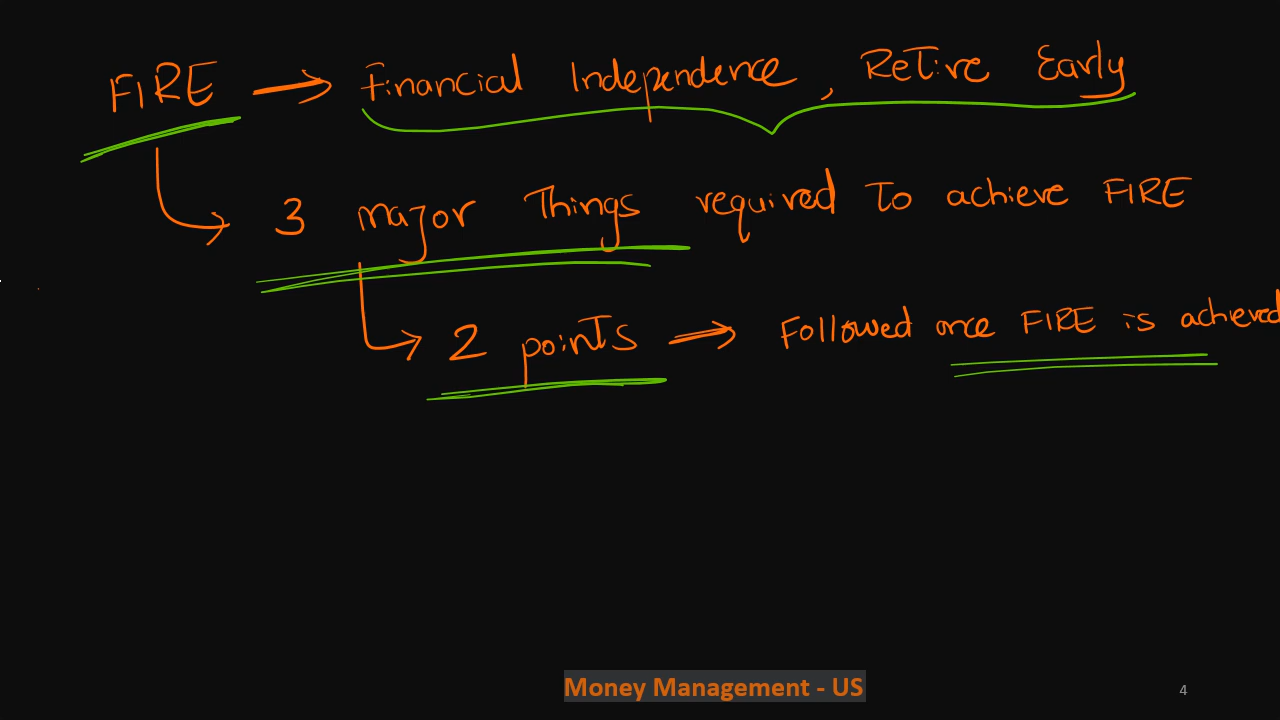 FIRE → Financial Independence, Retire Early
3 major Things required To achieve FIRE
2 points ⇒ Followed once FIRE is achieved
Money Management - US
4